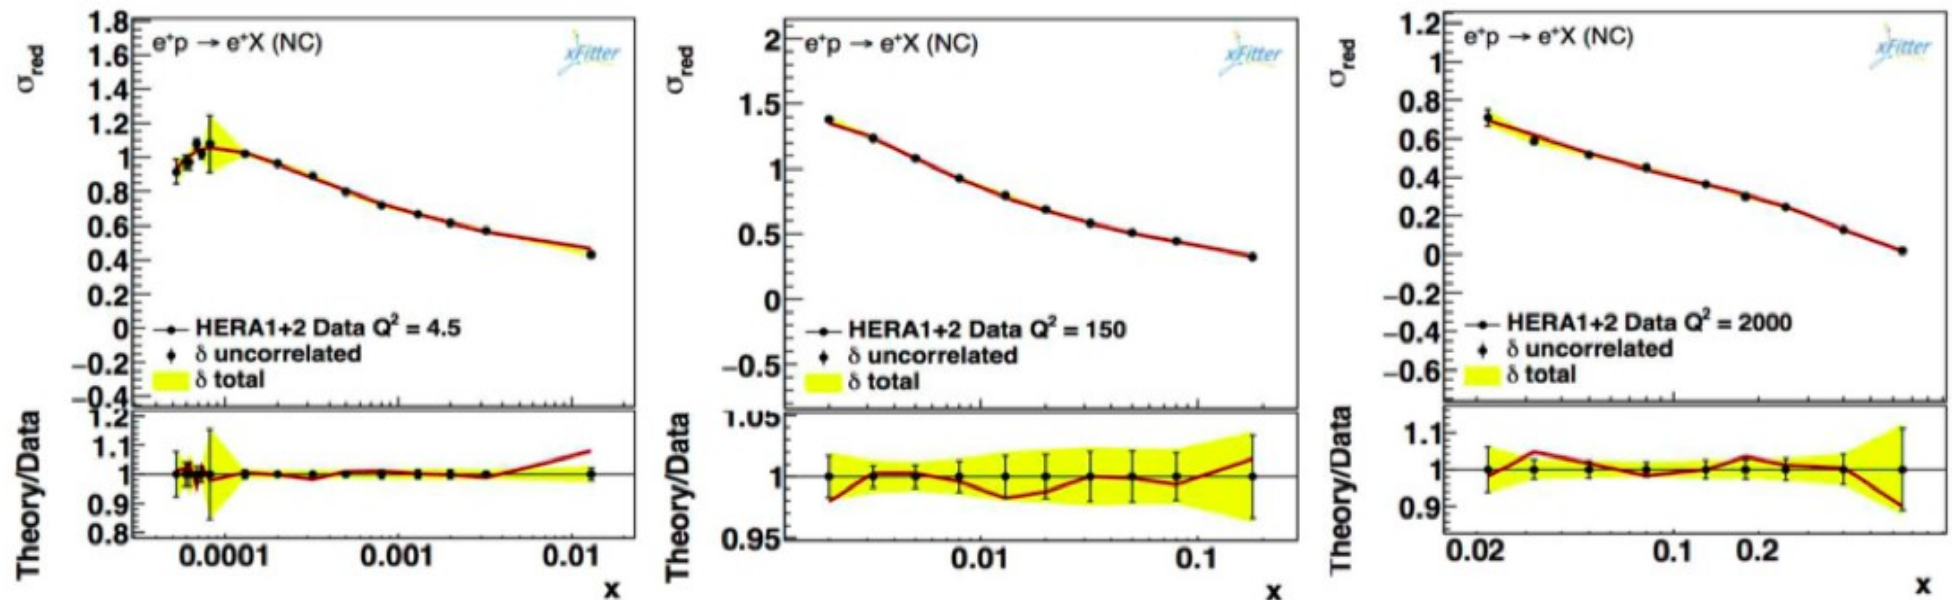 1.8
1.6
1.4
1.2
1
0.8
0.6
0.4
0.2
0
−0.2
−0.4
σred
e⁺p → e⁺X (NC)
xFitter
HERA1+2 Data Q² = 4.5
δ uncorrelated
δ total
1.2
1.1
1
0.9
0.8
Theory/Data
0.0001 0.001 0.01
x
2
1.5
1
0.5
0
−0.5
σred
e⁺p → e⁺X (NC)
xFitter
HERA1+2 Data Q² = 150
δ uncorrelated
δ total
1.05
1
0.95
Theory/Data
0.01 0.1
x
1.2
1
0.8
0.6
0.4
0.2
0
−0.2
−0.4
−0.6
σred
e⁺p → e⁺X (NC)
xFitter
HERA1+2 Data Q² = 2000
δ uncorrelated
δ total
1.1
1
0.9
Theory/Data
0.02 0.1 0.2
x